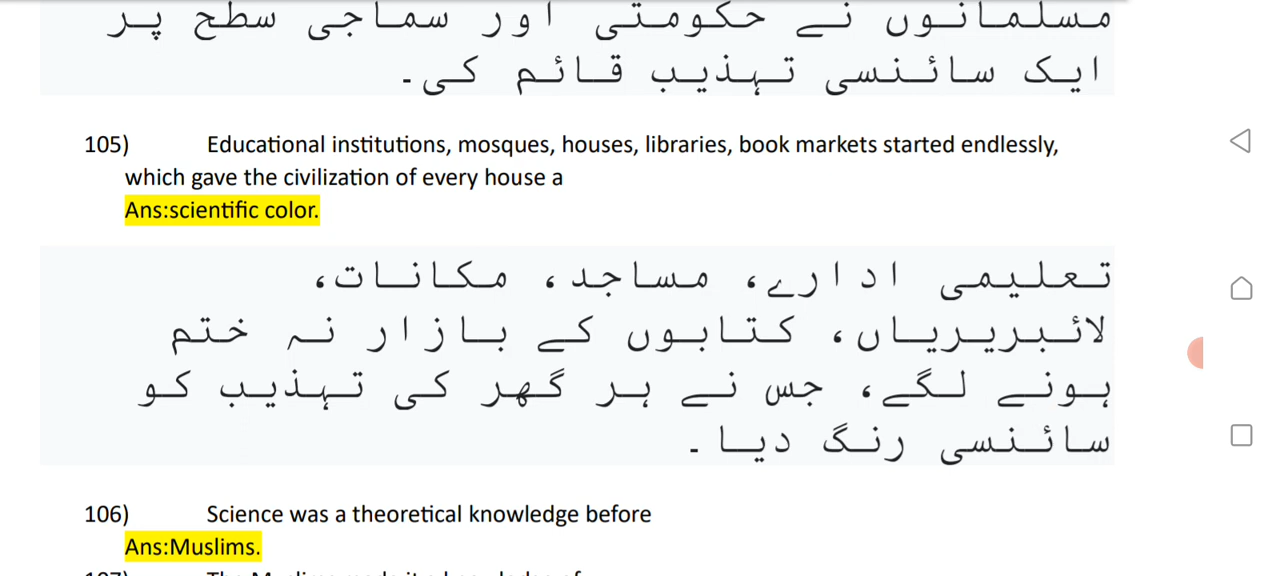 مسلمانوں نے حکومتی اور سماجی سطح پر
ایک سائنسی تہذیب قائم کی۔
105) Educational institutions, mosques, houses, libraries, book markets started endlessly,
which gave the civilization of every house a
Ans:scientific color.
تعلیمی ادارے، مساجد، مکانات،
لائبریریاں، کتابوں کے بازار نہ ختم
ہونے لگے، جس نے ہر گھر کی تہذیب کو
سائنسی رنگ دیا۔
106) Science was a theoretical knowledge before
Ans:Muslims.